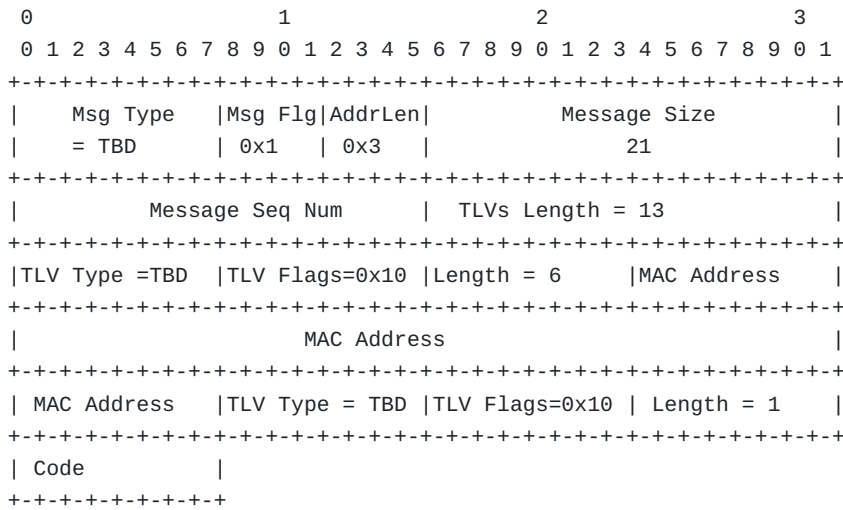 0                   1                   2                   3
 0 1 2 3 4 5 6 7 8 9 0 1 2 3 4 5 6 7 8 9 0 1 2 3 4 5 6 7 8 9 0 1
+-+-+-+-+-+-+-+-+-+-+-+-+-+-+-+-+-+-+-+-+-+-+-+-+-+-+-+-+-+-+-+-+
|    Msg Type   |Msg Flg|AddrLen|          Message Size         |
|    = TBD      | 0x1   | 0x3   |               21              |
+-+-+-+-+-+-+-+-+-+-+-+-+-+-+-+-+-+-+-+-+-+-+-+-+-+-+-+-+-+-+-+-+
|          Message Seq Num      |  TLVs Length = 13             |
+-+-+-+-+-+-+-+-+-+-+-+-+-+-+-+-+-+-+-+-+-+-+-+-+-+-+-+-+-+-+-+-+
|TLV Type =TBD  |TLV Flags=0x10 |Length = 6     |MAC Address    |
+-+-+-+-+-+-+-+-+-+-+-+-+-+-+-+-+-+-+-+-+-+-+-+-+-+-+-+-+-+-+-+-+
|                      MAC Address                              |
+-+-+-+-+-+-+-+-+-+-+-+-+-+-+-+-+-+-+-+-+-+-+-+-+-+-+-+-+-+-+-+-+
| MAC Address   |TLV Type = TBD |TLV Flags=0x10 | Length = 1    |
+-+-+-+-+-+-+-+-+-+-+-+-+-+-+-+-+-+-+-+-+-+-+-+-+-+-+-+-+-+-+-+-+
| Code          |
+-+-+-+-+-+-+-+-+